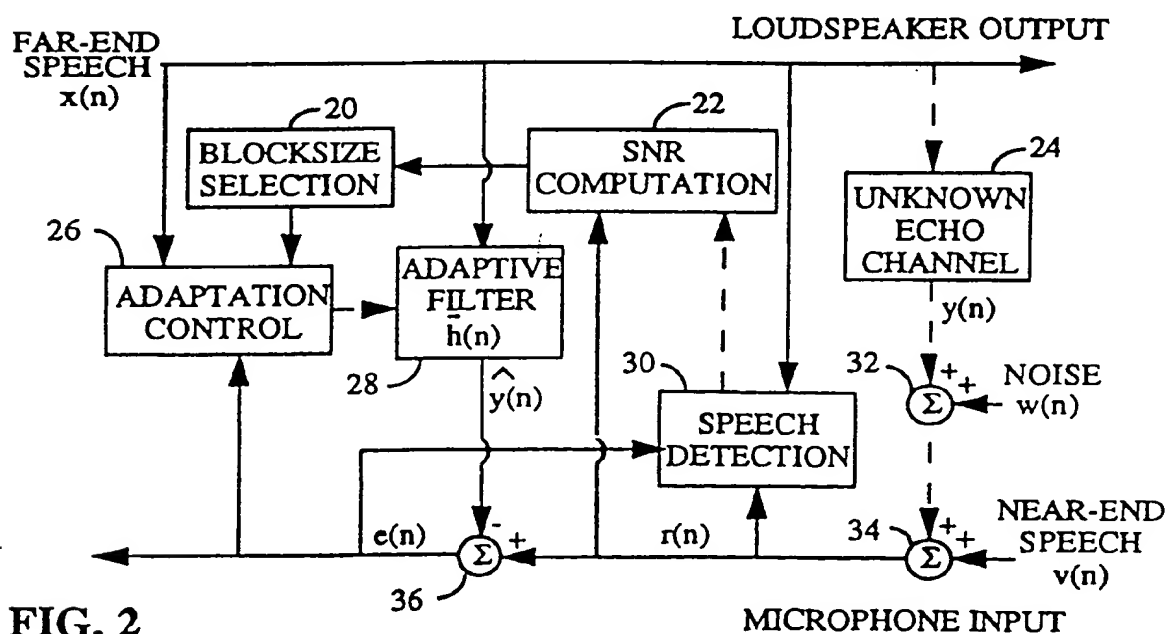 FAR-END
SPEECH
x(n)
LOUDSPEAKER OUTPUT
20
BLOCKSIZE
SELECTION
22
SNR
COMPUTATION
24
UNKNOWN
ECHO
CHANNEL
26
ADAPTATION
CONTROL
ADAPTIVE
FILTER
h̄(n)
28
ŷ(n)
30
SPEECH
DETECTION
y(n)
32
+
+
Σ
NOISE
w(n)
e(n)
-
Σ
+
36
r(n)
34
+
+
Σ
NEAR-END
SPEECH
v(n)
FIG. 2
MICROPHONE INPUT